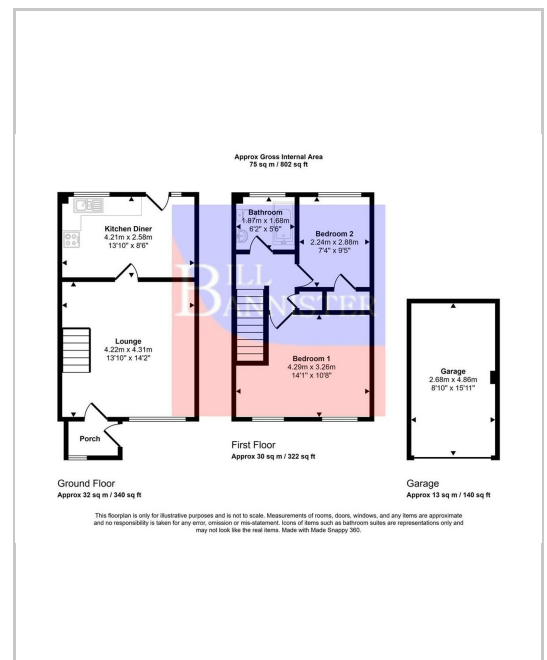 Approx Gross Internal Area
75 sq m / 802 sq ft
Kitchen Diner
4.21m x 2.58m
13'10" x 8'6"
Bathroom
1.87m x 1.68m
6'2" x 5'6"
Bedroom 2
2.24m x 2.88m
7'4" x 9'5"
BILL
BANNISTER
Lounge
4.22m x 4.31m
13'10" x 14'2"
Bedroom 1
4.29m x 3.26m
14'1" x 10'8"
Garage
2.68m x 4.86m
8'10" x 15'11"
Porch
First Floor
Approx 30 sq m / 322 sq ft
Ground Floor
Approx 32 sq m / 340 sq ft
Garage
Approx 13 sq m / 140 sq ft
This floorplan is only for illustrative purposes and is not to scale. Measurements of rooms, doors, windows, and any items are approximate
and no responsibility is taken for any error, omission or mis-statement. Icons of items such as bathroom suites are representations only and
may not look like the real items. Made with Made Snappy 360.